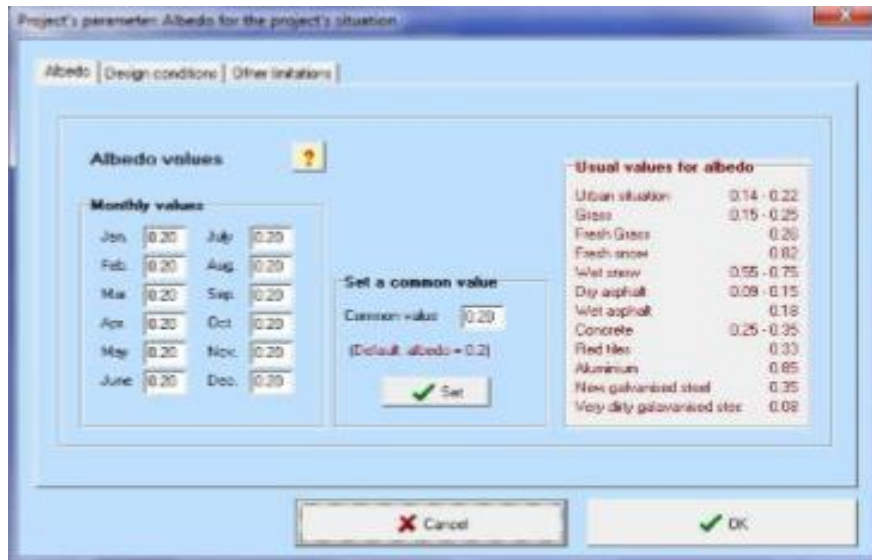 Project's parameter: Albedo for the project's situation
Albedo Design conditions Other limitations
Albedo values ?
Monthly values
Jan. 0.20 July 0.20
Feb. 0.20 Aug. 0.20
Mar. 0.20 Sep. 0.20
Apr. 0.20 Oct. 0.20
May 0.20 Nov. 0.20
June 0.20 Dec. 0.20
Set a common value
Common value 0.20
(Default: albedo = 0.2)
Set
Usual values for albedo
Urban situation 0.14 - 0.22
Grass 0.15 - 0.25
Fresh Grass 0.26
Fresh snow 0.82
Wet snow 0.55 - 0.75
Dry asphalt 0.09 - 0.15
Wet asphalt 0.18
Concrete 0.25 - 0.35
Red tiles 0.33
Aluminium 0.85
New galvanised steel 0.35
Very dirty galavanised stee 0.08
Cancel
OK